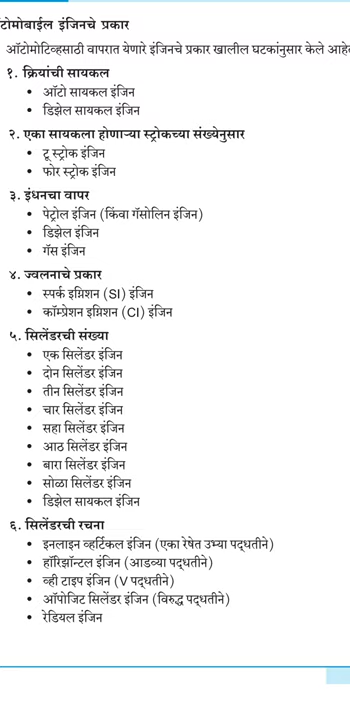 टोमोबाईल इंजिनचे प्रकार
ऑटोमोटिव्हसाठी वापरात येणारे इंजिनचे प्रकार खालील घटकांनुसार केले आहे
१. क्रियांची सायकल
• ऑटो सायकल इंजिन
• डिझेल सायकल इंजिन
२. एका सायकला होणाऱ्या स्ट्रोकच्या संख्येनुसार
• टू स्ट्रोक इंजिन
• फोर स्ट्रोक इंजिन
३. इंधनचा वापर
• पेट्रोल इंजिन (किंवा गॅसोलिन इंजिन)
• डिझेल इंजिन
• गॅस इंजिन
४. ज्वलनाचे प्रकार
• स्पर्क इग्निशन (SI) इंजिन
• कॉम्प्रेशन इग्निशन (CI) इंजिन
५. सिलेंडरची संख्या
• एक सिलेंडर इंजिन
• दोन सिलेंडर इंजिन
• तीन सिलेंडर इंजिन
• चार सिलेंडर इंजिन
• सहा सिलेंडर इंजिन
• आठ सिलेंडर इंजिन
• बारा सिलेंडर इंजिन
• सोळा सिलेंडर इंजिन
• डिझेल सायकल इंजिन
६. सिलेंडरची रचना
• इनलाइन व्हर्टिकल इंजिन (एका रेषेत उभ्या पद्धतीने)
• हॉरिझॉन्टल इंजिन (आडव्या पद्धतीने)
• व्ही टाइप इंजिन (V पद्धतीने)
• ऑपोजिट सिलेंडर इंजिन (विरुद्ध पद्धतीने)
• रेडियल इंजिन